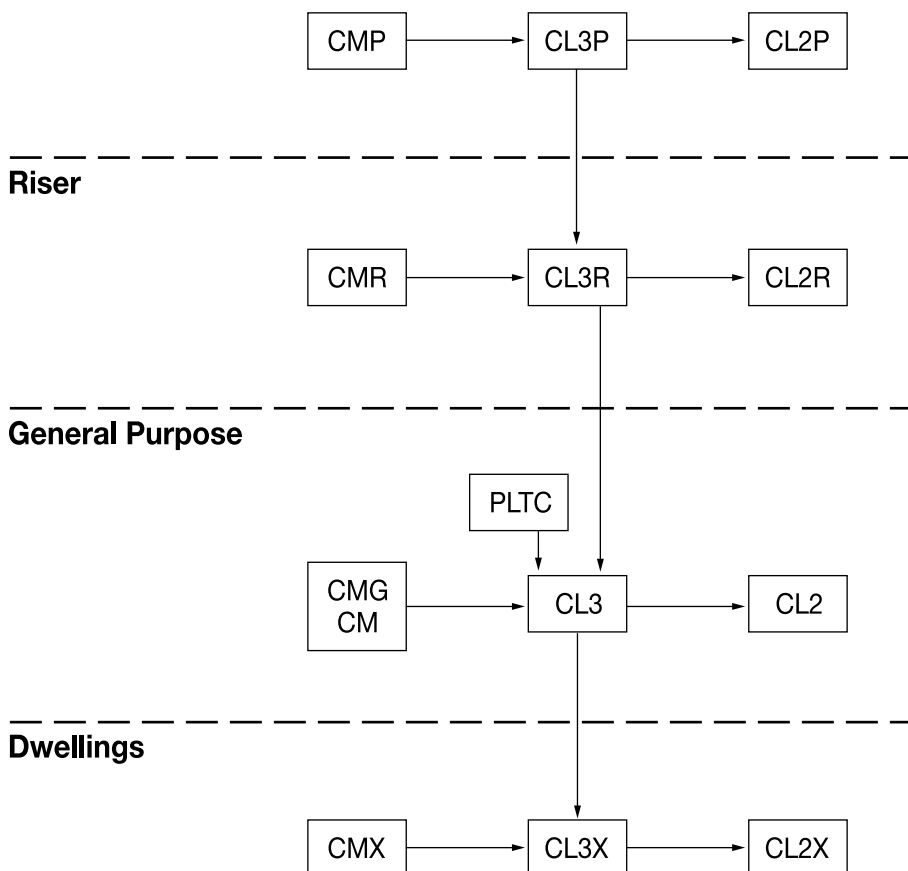 CMP
CL3P
CL2P
Riser
CMR
CL3R
CL2R
General Purpose
PLTC
CMG
CM
CL3
CL2
Dwellings
CMX
CL3X
CL2X